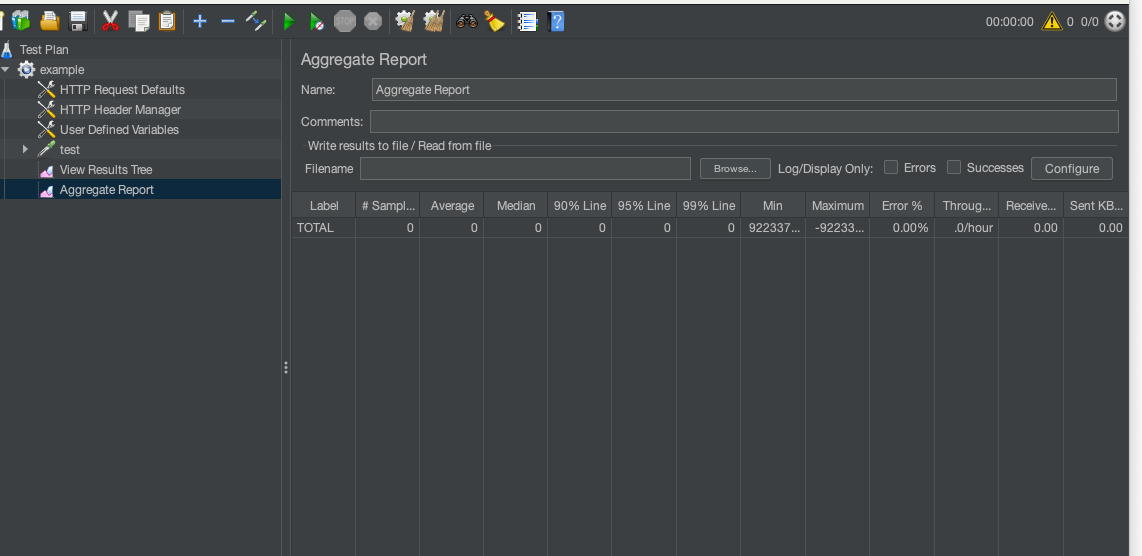 00:00:00 0 0/0
STOP
Test Plan
example
HTTP Request Defaults
HTTP Header Manager
User Defined Variables
test
View Results Tree
Aggregate Report
Aggregate Report
Name: Aggregate Report
Comments:
Write results to file / Read from file
Filename Browse... Log/Display Only: Errors Successes Configure
Label # Sampl... Average Median 90% Line 95% Line 99% Line Min Maximum Error % Throug... Receive... Sent KB...
TOTAL 0 0 0 0 0 0 922337... -92233... 0.00% .0/hour 0.00 0.00